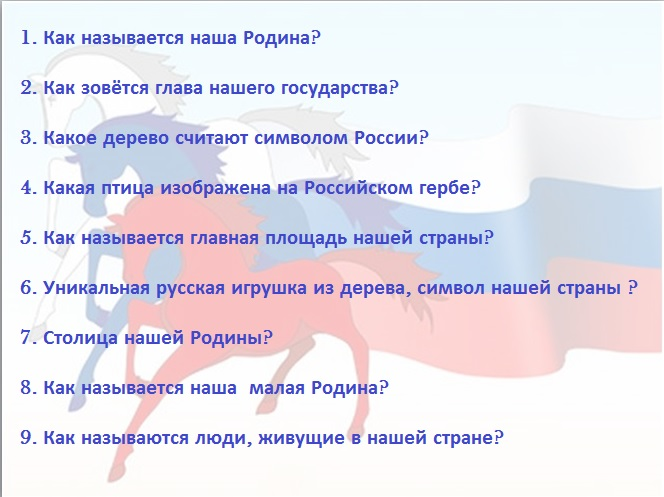 1. Как называется наша Родина?
2. Как зовётся глава нашего государства?
3. Какое дерево считают символом России?
4. Какая птица изображена на Российском гербе?
5. Как называется главная площадь нашей страны?
6. Уникальная русская игрушка из дерева, символ нашей страны ?
7. Столица нашей Родины?
8. Как называется наша малая Родина?
9. Как называются люди, живущие в нашей стране?